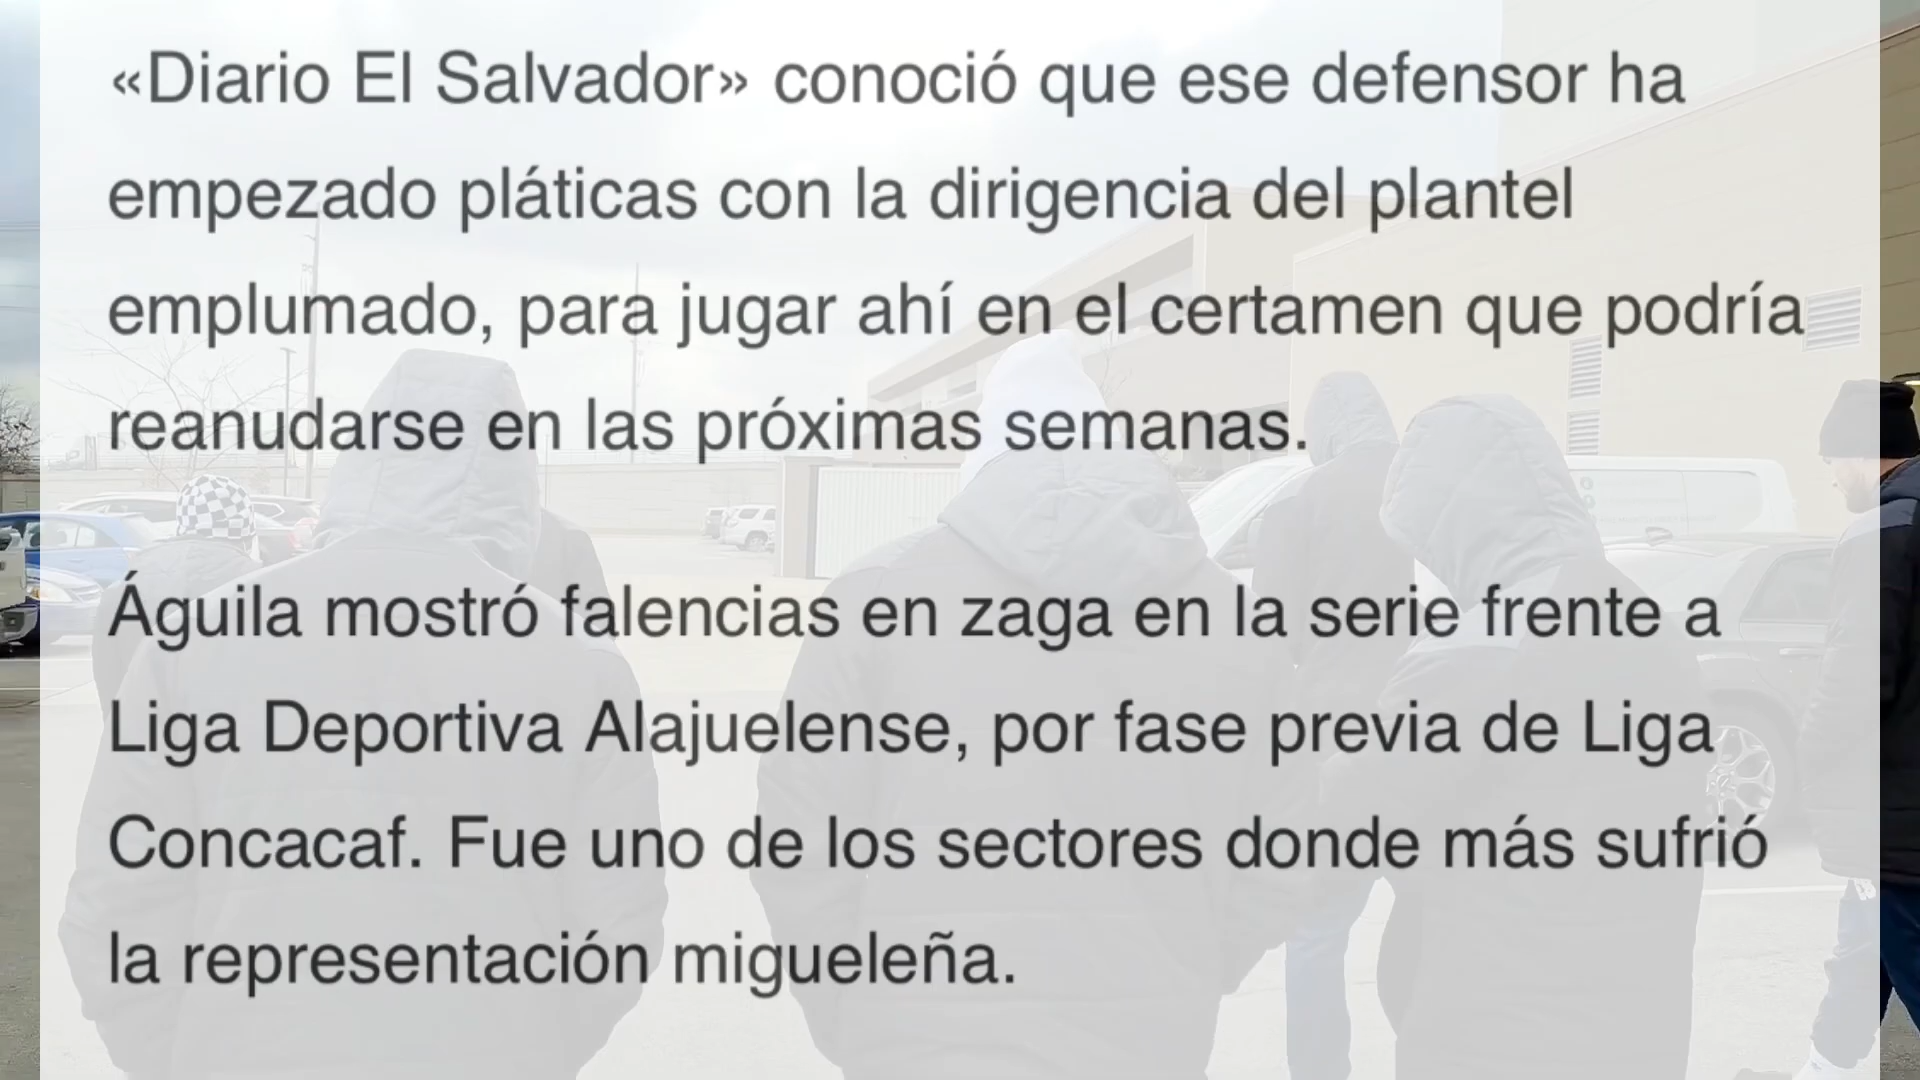 «Diario El Salvador» conoció que ese defensor ha
empezado pláticas con la dirigencia del plantel
emplumado, para jugar ahí en el certamen que podría
reanudarse en las próximas semanas.
Águila mostró falencias en zaga en la serie frente a
Liga Deportiva Alajuelense, por fase previa de Liga
Concacaf. Fue uno de los sectores donde más sufrió
la representación migueleña.